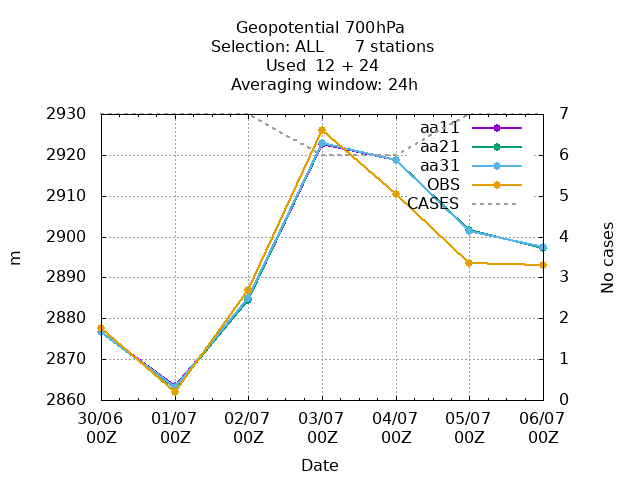 Geopotential 700hPa
Selection: ALL 7 stations
Used 12 + 24
Averaging window: 24h
2930
2920
2910
2900
2890
2880
2870
2860
m
7
6
5
4
3
2
1
0
No cases
aa11
aa21
aa31
OBS
CASES
30/06 01/07 02/07 03/07 04/07 05/07 06/07
00Z 00Z 00Z 00Z 00Z 00Z 00Z
Date